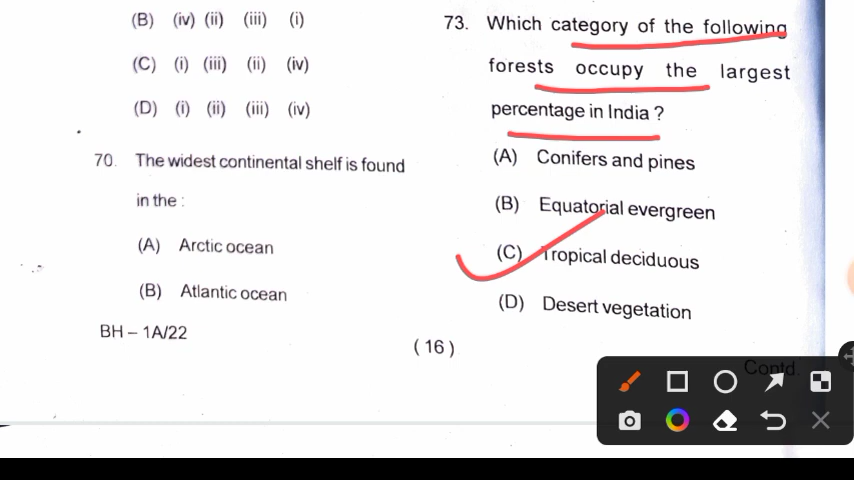 (B) (iv) (ii) (iii) (i)
(C) (i) (iii) (ii) (iv)
(D) (i) (ii) (iii) (iv)
70. The widest continental shelf is found
in the :
(A) Arctic ocean
(B) Atlantic ocean
BH – 1A/22
73. Which category of the following
forests occupy the largest
percentage in India ?
(A) Conifers and pines
(B) Equatorial evergreen
(C) Tropical deciduous
(D) Desert vegetation
( 16 )
Contd.